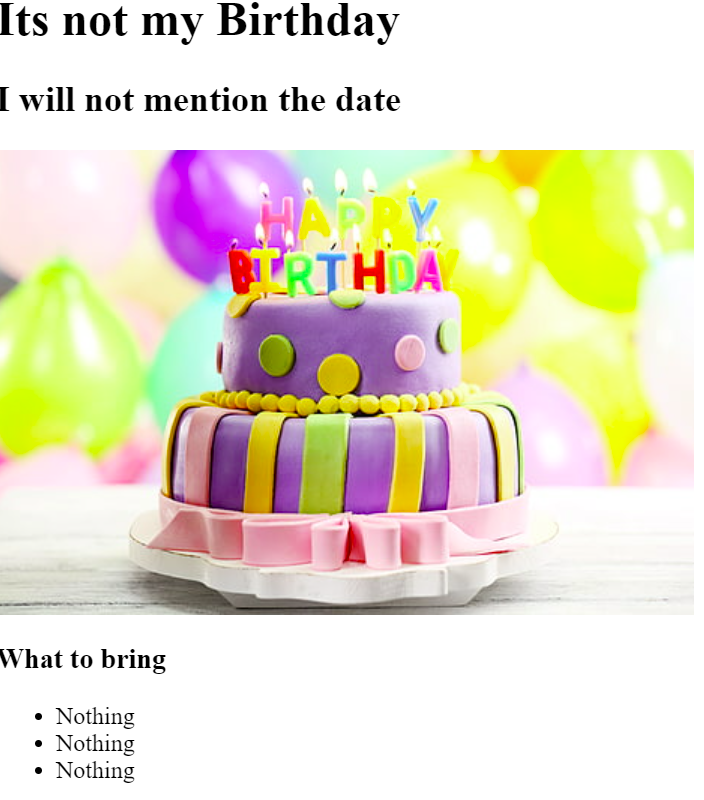 Its not my Birthday
I will not mention the date
HAPPY
BIRTHDAY
What to bring
Nothing
Nothing
Nothing